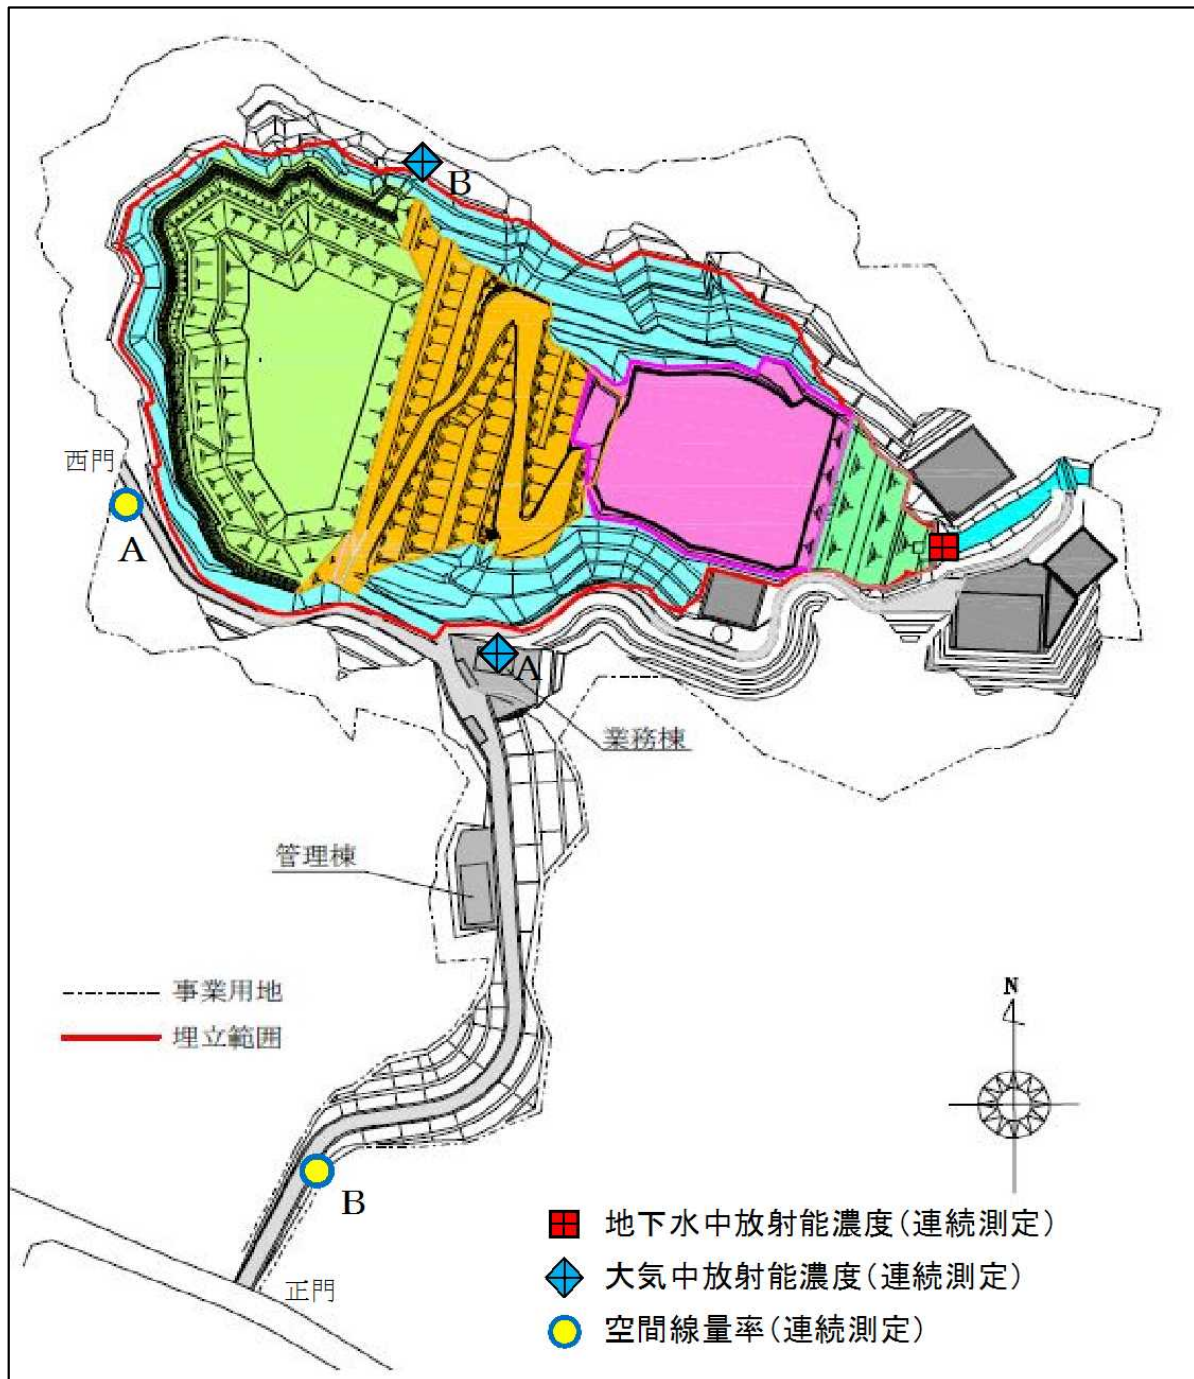 B
西門
A
A
業務棟
管理棟
事業用地
埋立範囲
N
B
正門
地下水中放射能濃度(連続測定)
大気中放射能濃度(連続測定)
空間線量率(連続測定)